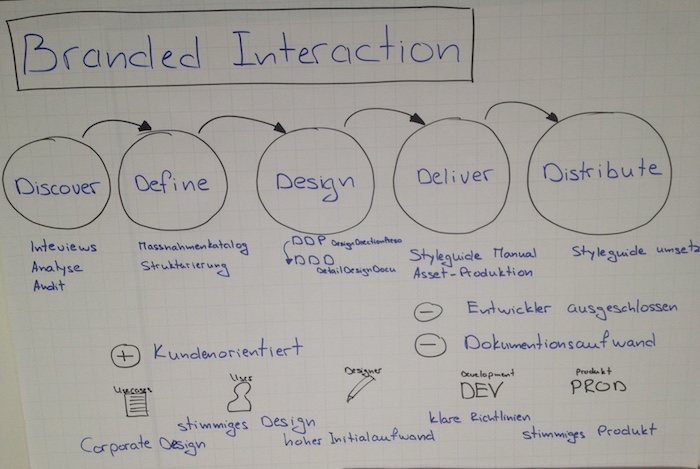 Branded Interaction
Discover
Define
Design
Deliver
Distribute
Inteviews
Analyse
Audit
Massnahmenkatalog
Strukturierung
DDP DesignDirectionPreso
DDD
DetailDesignDocu
Styleguide Manual
Asset-Produktion
Styleguide umsetz
- Entwickler ausgeschlossen
- Dokumentionsaufwand
+ Kundenorientiert
Usecases
User
Designer
Development
DEV
Produkt
PROD
Corporate Design
stimmiges Design
hoher Initialaufwand
klare Richtlinien
stimmiges Produkt